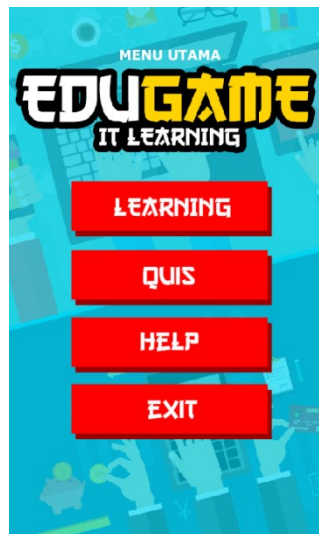 MENU UTAMA
EDUGAME
IT LEARNING
LEARNING
QUIS
HELP
EXIT